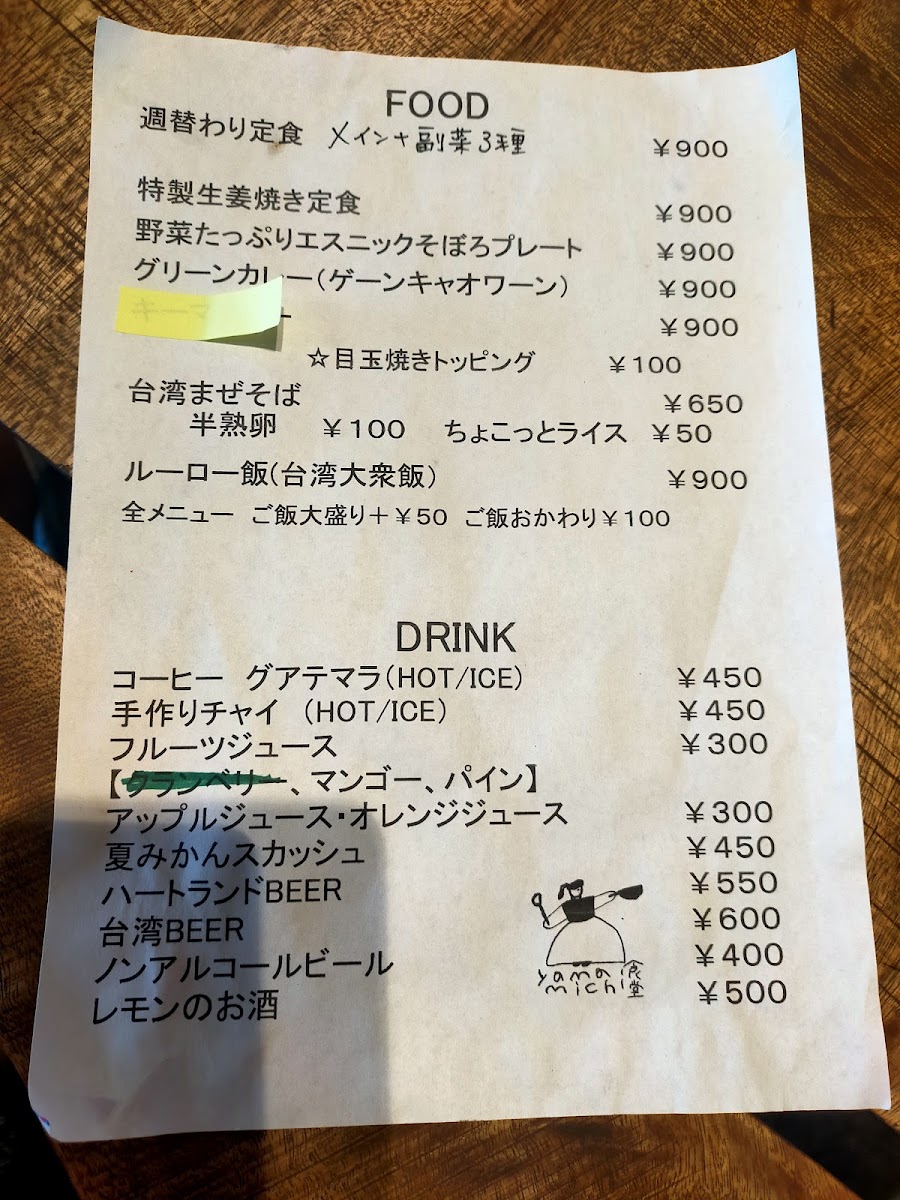 FOOD
週替わり定食 メイン+副菜3種 ￥900
特製生姜焼き定食 ￥900
野菜たっぷりエスニックそぼろプレート ￥900
グリーンカレー(ゲーンキャオワーン) ￥900
キーマ ー ￥900
☆目玉焼きトッピング ￥100
台湾まぜそば ￥650
半熟卵 ￥100 ちょこっとライス ￥50
ルーロー飯(台湾大衆飯) ￥900
全メニュー ご飯大盛り＋￥50 ご飯おかわり￥100
DRINK
コーヒー グアテマラ(HOT/ICE) ￥450
手作りチャイ (HOT/ICE) ￥450
フルーツジュース ￥300
【クランベリー、マンゴー、パイン】
アップルジュース・オレンジジュース ￥300
夏みかんスカッシュ ￥450
ハートランドBEER ￥550
台湾BEER ￥600
ノンアルコールビール ￥400
レモンのお酒 ￥500
yamai
michi食堂